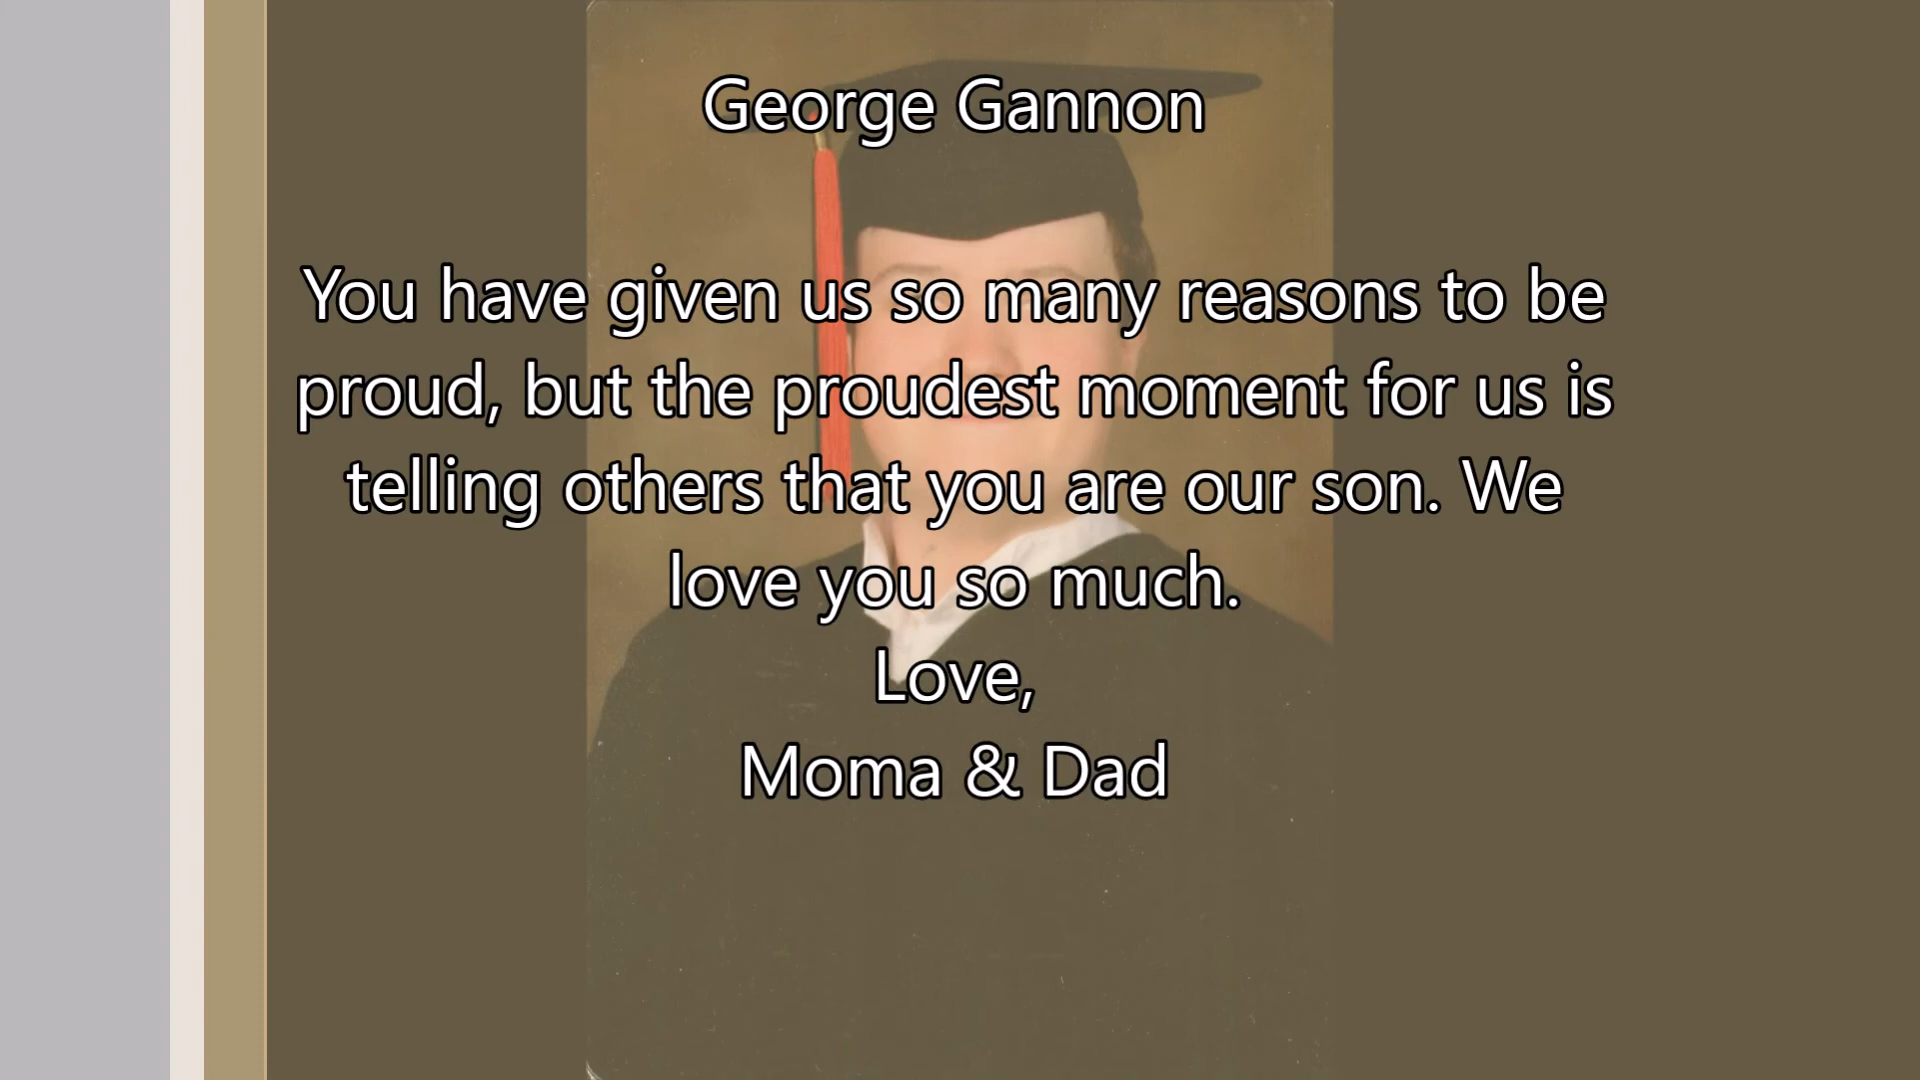 George Gannon
You have given us so many reasons to be
proud, but the proudest moment for us is
telling others that you are our son. We
love you so much.
Love,
Moma & Dad